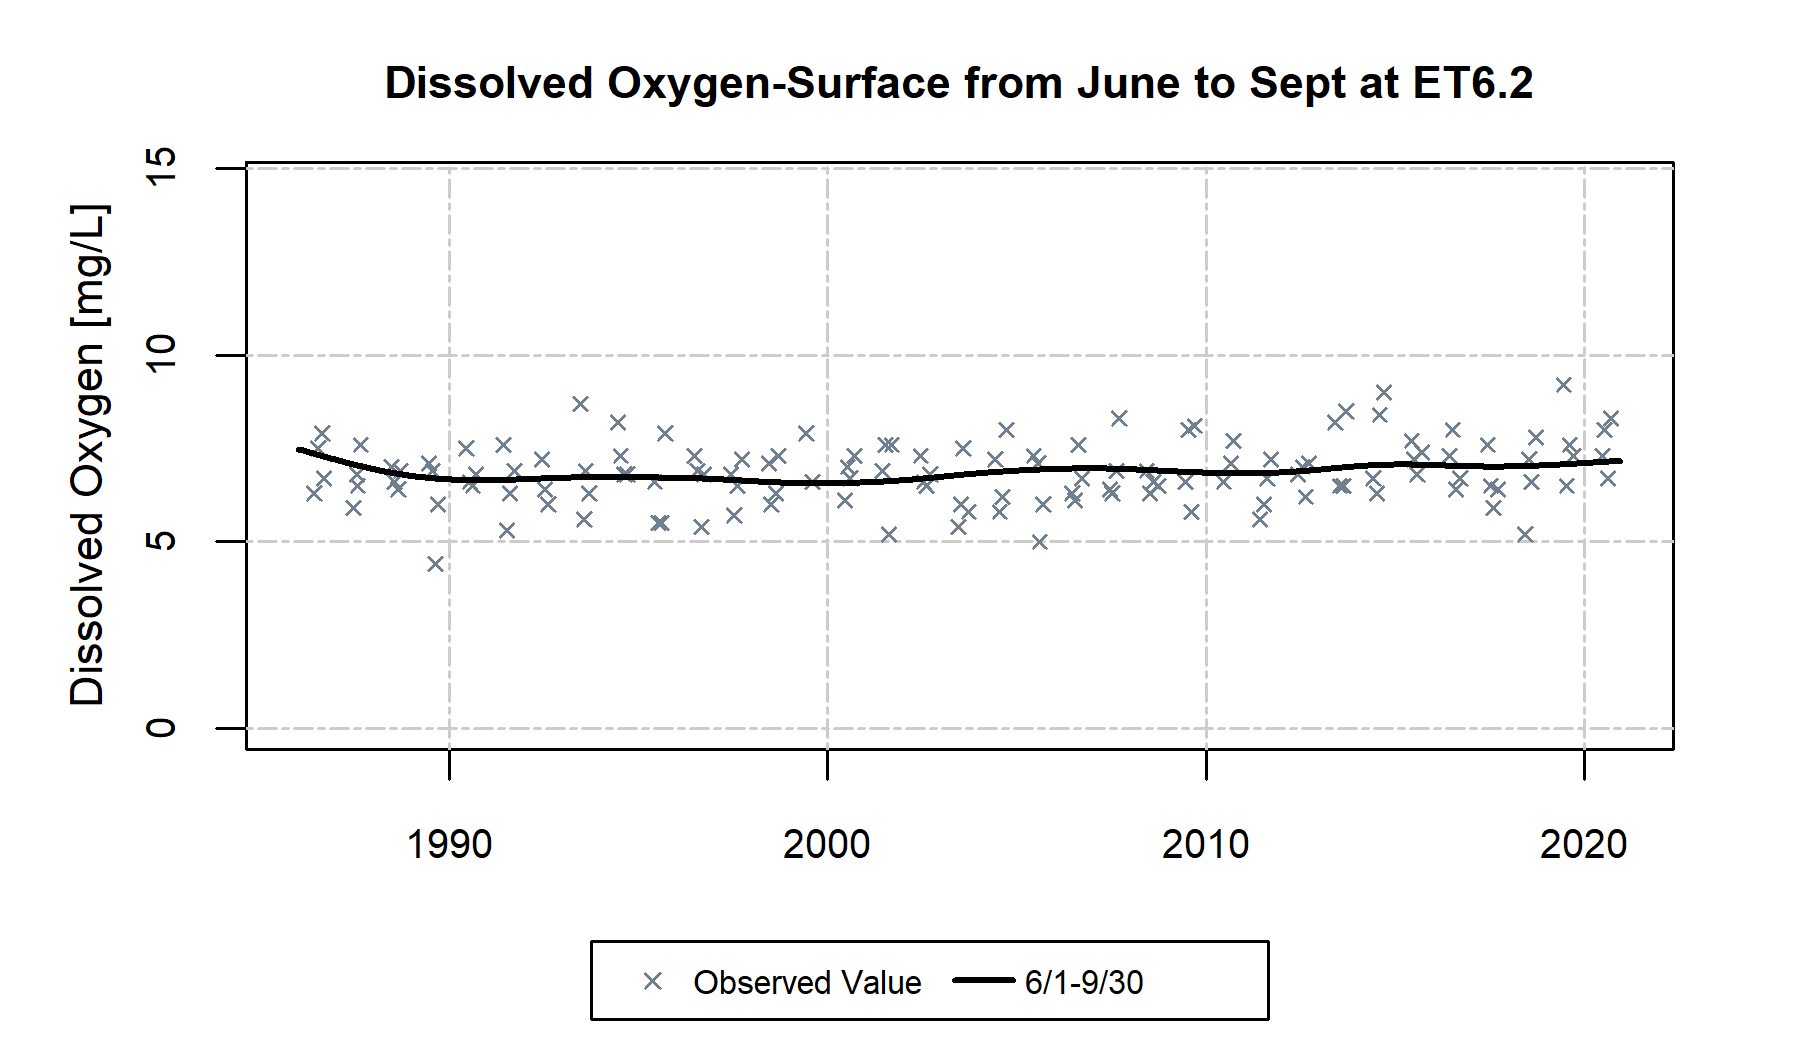 Dissolved Oxygen-Surface from June to Sept at ET6.2
Dissolved Oxygen [mg/L]
15
10
5
0
1990 2000 2010 2020
Observed Value 6/1-9/30